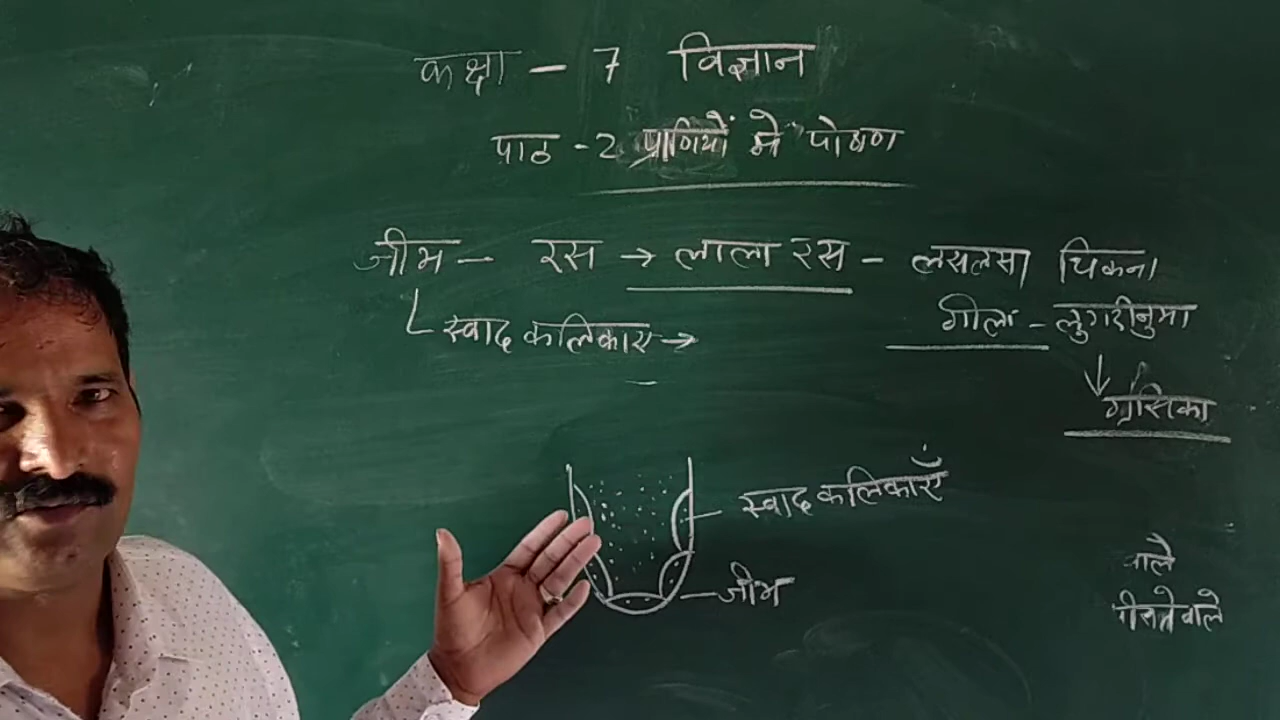 कक्षा - 7 विज्ञान
पाठ - 2 प्राणियों मे पोषण
जीभ - रस → लाला रस - लसलसा चिकना
स्वाद कलिकाए → गीला - लुगदीनुमा
↓
ग्रसिका
स्वाद कलिकाएँ
जीभ
वाले